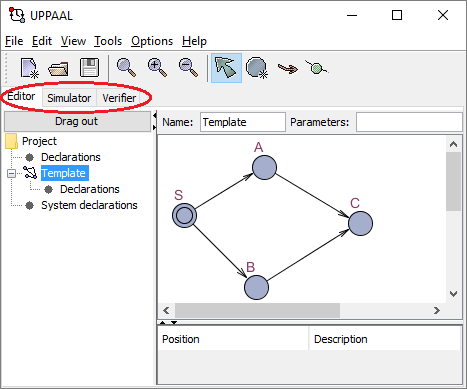 UPPAAL
File Edit View Tools Options Help
Editor Simulator Verifier
Drag out
Name: Template Parameters:
Project
Declarations
Template
Declarations
System declarations
A
S
C
B
Position Description